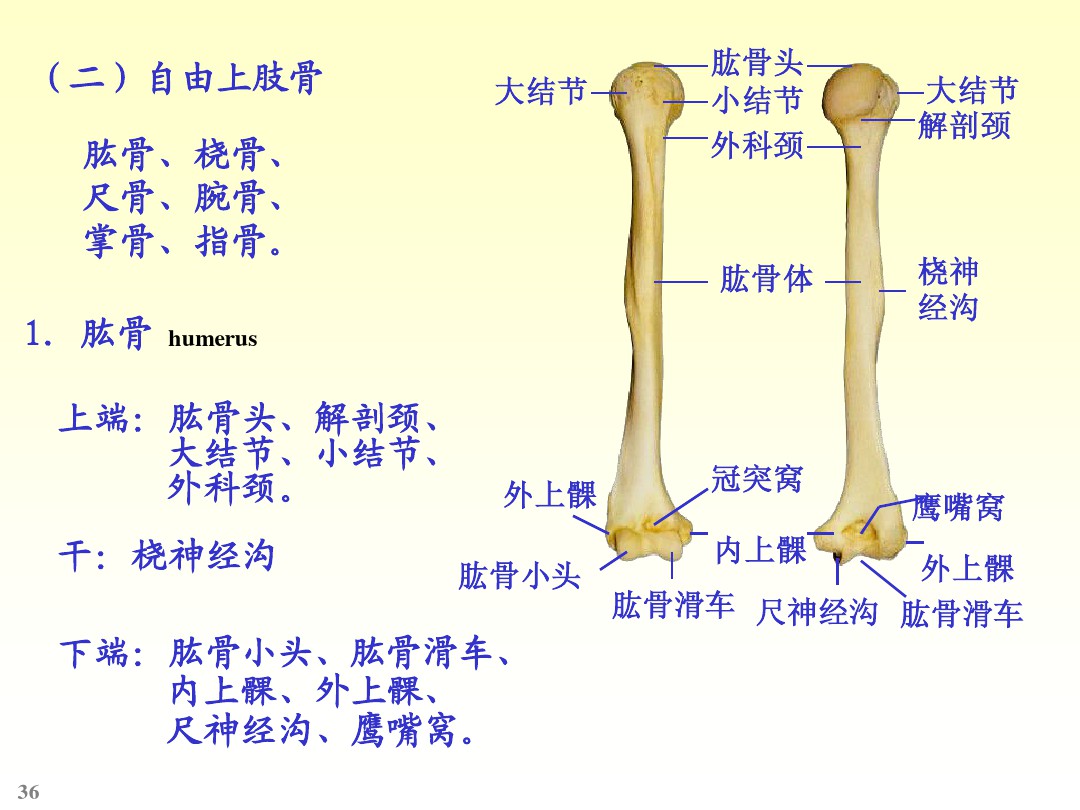 （二）自由上肢骨
肱骨、桡骨、
尺骨、腕骨、
掌骨、指骨。
1. 肱骨 humerus
上端: 肱骨头、解剖颈、
大结节、小结节、
外科颈。
干: 桡神经沟
下端: 肱骨小头、肱骨滑车、
内上髁、外上髁、
尺神经沟、鹰嘴窝。
肱骨头
大结节
小结节
大结节
解剖颈
外科颈
肱骨体
桡神
经沟
冠突窝
外上髁
鹰嘴窝
内上髁
肱骨小头
外上髁
肱骨滑车
尺神经沟
肱骨滑车
36